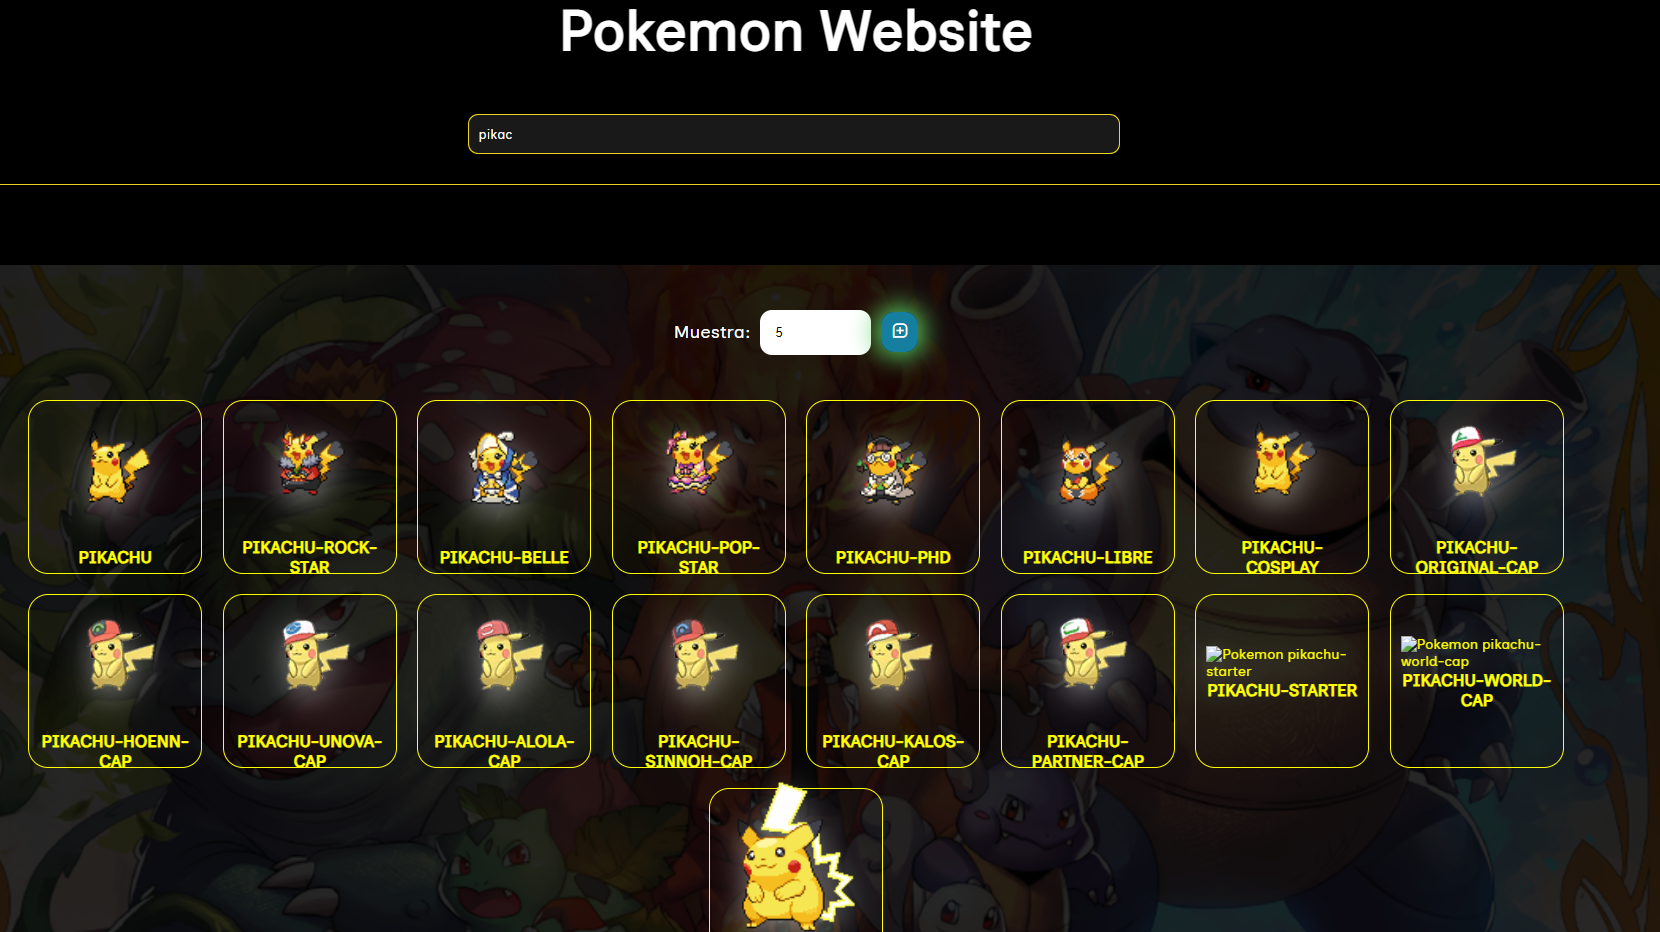 Pokemon Website
pikac
Muestra: 5
PIKACHU
PIKACHU-ROCK-
STAR
PIKACHU-BELLE
PIKACHU-POP-
STAR
PIKACHU-PHD
PIKACHU-LIBRE
PIKACHU-
COSPLAY
PIKACHU-
ORIGINAL-CAP
PIKACHU-HOENN-
CAP
PIKACHU-UNOVA-
CAP
PIKACHU-ALOLA-
CAP
PIKACHU-
SINNOH-CAP
PIKACHU-KALOS-
CAP
PIKACHU-
PARTNER-CAP
Pokemon pikachu-
starter
PIKACHU-STARTER
Pokemon pikachu-
world-cap
PIKACHU-WORLD-
CAP